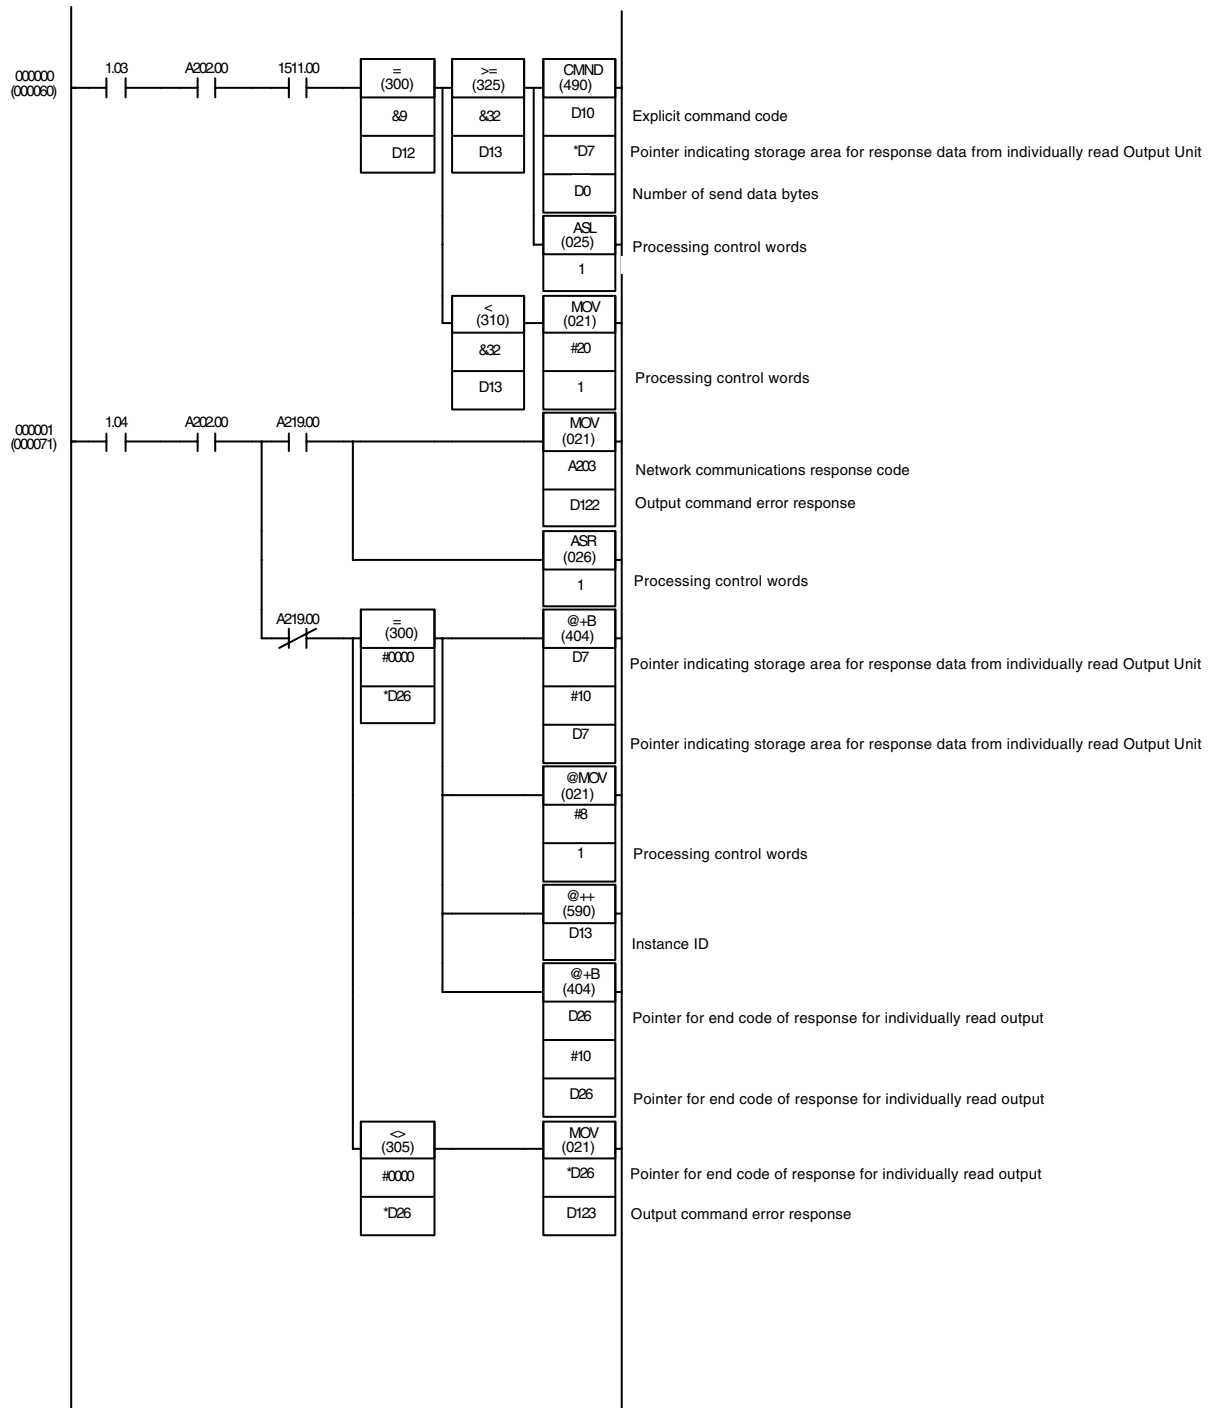 000000
(000060)
1.03
A202.00
1511.00
=
(300)
&9
D12
>=
(325)
&32
D13
CMND
(490)
D10
Explicit command code
*D7
Pointer indicating storage area for response data from individually read Output Unit
D0
Number of send data bytes
ASL
(025)
Processing control words
1
<
(310)
&32
D13
MOV
(021)
#20
1
Processing control words
000001
(000071)
1.04
A202.00
A219.00
MOV
(021)
A203
Network communications response code
D122
Output command error response
ASR
(026)
1
Processing control words
A219.00
=
(300)
#0000
*D26
@+B
(404)
D7
Pointer indicating storage area for response data from individually read Output Unit
#10
D7
Pointer indicating storage area for response data from individually read Output Unit
@MOV
(021)
#8
1
Processing control words
@++
(590)
D13
Instance ID
@+B
(404)
D26
Pointer for end code of response for individually read output
#10
D26
Pointer for end code of response for individually read output
<>
(305)
#0000
*D26
MOV
(021)
*D26
Pointer for end code of response for individually read output
D123
Output command error response